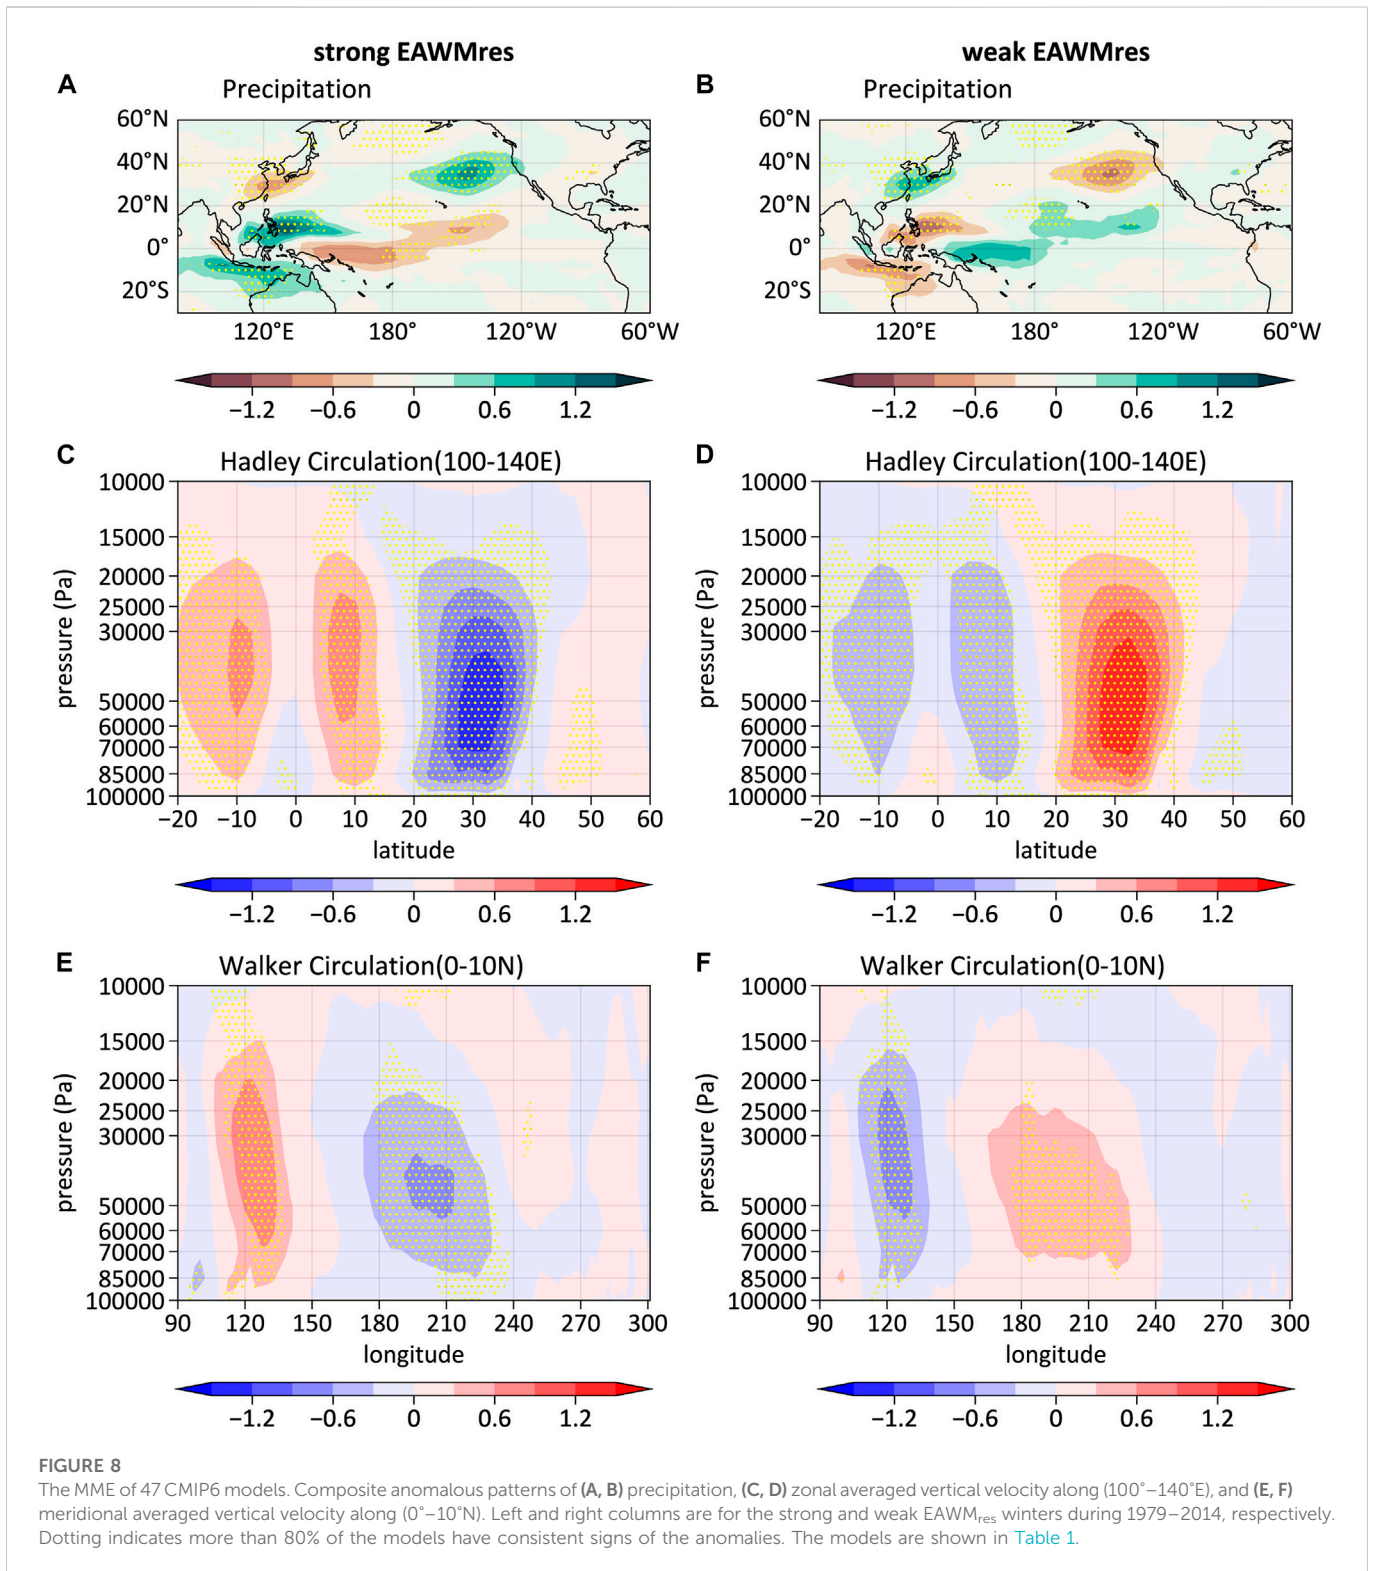 strong EAWMres
weak EAWMres
A
Precipitation
B
Precipitation
60°N
40°N
20°N
0°
20°S
120°E
180°
120°W
60°W
60°N
40°N
20°N
0°
20°S
120°E
180°
120°W
60°W
−1.2
−0.6
0
0.6
1.2
−1.2
−0.6
0
0.6
1.2
C
Hadley Circulation(100-140E)
D
Hadley Circulation(100-140E)
pressure (Pa)
10000
15000
20000
25000
30000
50000
60000
70000
85000
100000
−20
−10
0
10
20
30
40
50
60
latitude
pressure (Pa)
10000
15000
20000
25000
30000
50000
60000
70000
85000
100000
−20
−10
0
10
20
30
40
50
60
latitude
−1.2
−0.6
0
0.6
1.2
−1.2
−0.6
0
0.6
1.2
E
Walker Circulation(0-10N)
F
Walker Circulation(0-10N)
pressure (Pa)
10000
15000
20000
25000
30000
50000
60000
70000
85000
100000
90
120
150
180
210
240
270
300
longitude
pressure (Pa)
10000
15000
20000
25000
30000
50000
60000
70000
85000
100000
90
120
150
180
210
240
270
300
longitude
−1.2
−0.6
0
0.6
1.2
−1.2
−0.6
0
0.6
1.2
FIGURE 8
The MME of 47 CMIP6 models. Composite anomalous patterns of (A, B) precipitation, (C, D) zonal averaged vertical velocity along (100°–140°E), and (E, F)
meridional averaged vertical velocity along (0°–10°N). Left and right columns are for the strong and weak EAWMres winters during 1979–2014, respectively.
Dotting indicates more than 80% of the models have consistent signs of the anomalies. The models are shown in Table 1.